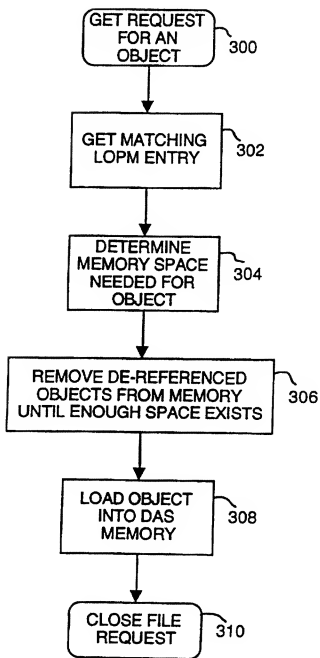 GET REQUEST
FOR AN
OBJECT
300
GET MATCHING
LOPM ENTRY
302
DETERMINE
MEMORY SPACE
NEEDED FOR
OBJECT
304
REMOVE DE-REFERENCED
OBJECTS FROM MEMORY
UNTIL ENOUGH SPACE EXISTS
306
LOAD OBJECT
INTO DAS
MEMORY
308
CLOSE FILE
REQUEST
310